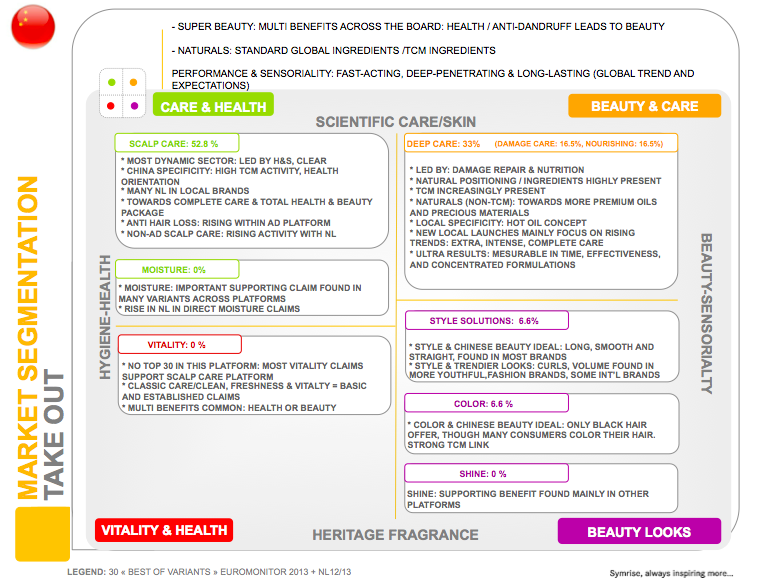 - SUPER BEAUTY: MULTI BENEFITS ACROSS THE BOARD: HEALTH / ANTI-DANDRUFF LEADS TO BEAUTY
- NATURALS: STANDARD GLOBAL INGREDIENTS /TCM INGREDIENTS
PERFORMANCE & SENSORIALITY: FAST-ACTING, DEEP-PENETRATING & LONG-LASTING (GLOBAL TREND AND
EXPECTATIONS)
CARE & HEALTH
BEAUTY & CARE
SCIENTIFIC CARE/SKIN
SCALP CARE: 52.8 %
* MOST DYNAMIC SECTOR: LED BY H&S, CLEAR
* CHINA SPECIFICITY: HIGH TCM ACTIVITY, HEALTH
ORIENTATION
* MANY NL IN LOCAL BRANDS
* TOWARDS COMPLETE CARE & TOTAL HEALTH & BEAUTY
PACKAGE
* ANTI HAIR LOSS: RISING WITHIN AD PLATFORM
* NON-AD SCALP CARE: RISING ACTIVITY WITH NL
DEEP CARE: 33% (DAMAGE CARE: 16.5%, NOURISHING: 16.5%)
* LED BY: DAMAGE REPAIR & NUTRITION
* NATURAL POSITIONING / INGREDIENTS HIGHLY PRESENT
* TCM INCREASINGLY PRESENT
* NATURALS (NON-TCM): TOWARDS MORE PREMIUM OILS
AND PRECIOUS MATERIALS
* LOCAL SPECIFICITY: HOT OIL CONCEPT
* NEW LOCAL LAUNCHES MAINLY FOCUS ON RISING
TRENDS: EXTRA, INTENSE, COMPLETE CARE
* ULTRA RESULTS: MESURABLE IN TIME, EFFECTIVENESS,
AND CONCENTRATED FORMULATIONS
MOISTURE: 0%
* MOISTURE: IMPORTANT SUPPORTING CLAIM FOUND IN
MANY VARIANTS ACROSS PLATFORMS
* RISE IN NL IN DIRECT MOISTURE CLAIMS
VITALITY: 0 %
* NO TOP 30 IN THIS PLATFORM: MOST VITALITY CLAIMS
SUPPORT SCALP CARE PLATFORM
* CLASSIC CARE/CLEAN, FRESHNESS & VITALTY = BASIC
AND ESTABLISHED CLAIMS
* MULTI BENEFITS COMMON: HEALTH OR BEAUTY
STYLE SOLUTIONS: 6.6%
* STYLE & CHINESE BEAUTY IDEAL: LONG, SMOOTH AND
STRAIGHT, FOUND IN MOST BRANDS
* STYLE & TRENDIER LOOKS: CURLS, VOLUME FOUND IN
MORE YOUTHFUL,FASHION BRANDS, SOME INT'L BRANDS
COLOR: 6.6 %
* COLOR & CHINESE BEAUTY IDEAL: ONLY BLACK HAIR
OFFER, THOUGH MANY CONSUMERS COLOR THEIR HAIR.
STRONG TCM LINK
SHINE: 0 %
SHINE: SUPPORTING BENEFIT FOUND MAINLY IN OTHER
PLATFORMS
HYGIENE-HEALTH
BEAUTY-SENSORIALTY
MARKET SEGMENTATION
TAKE OUT
VITALITY & HEALTH
HERITAGE FRAGRANCE
BEAUTY LOOKS
LEGEND: 30 « BEST OF VARIANTS » EUROMONITOR 2013 + NL12/13
Symrise, always inspiring more...